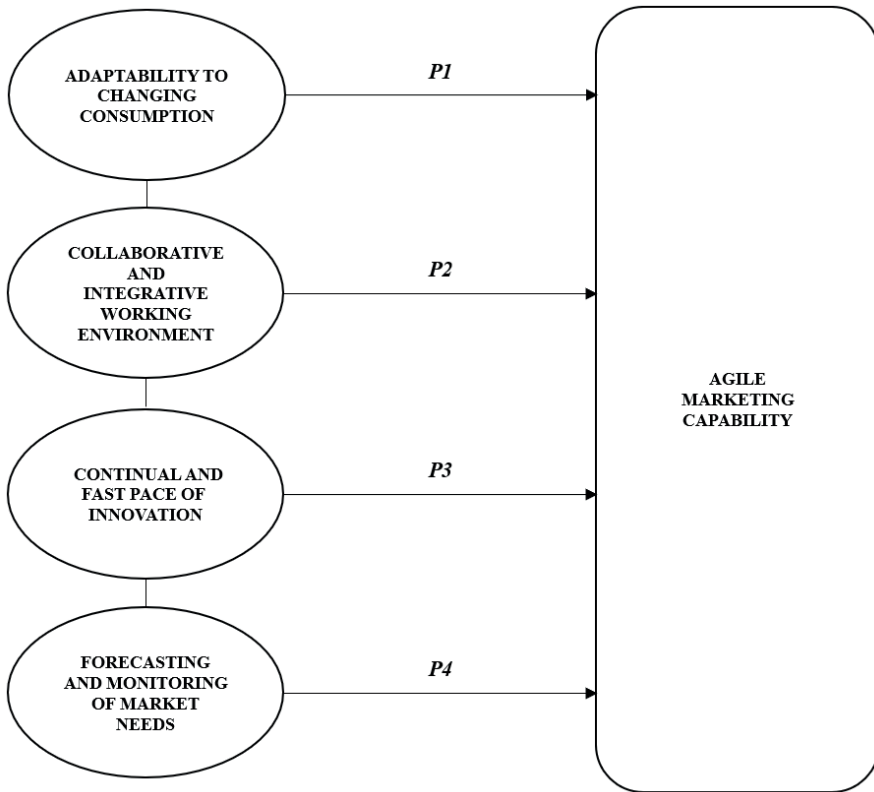 ADAPTABILITY TO
CHANGING
CONSUMPTION
P1
COLLABORATIVE
AND
INTEGRATIVE
WORKING
ENVIRONMENT
P2
CONTINUAL AND
FAST PACE OF
INNOVATION
P3
FORECASTING
AND MONITORING
OF MARKET
NEEDS
P4
AGILE
MARKETING
CAPABILITY